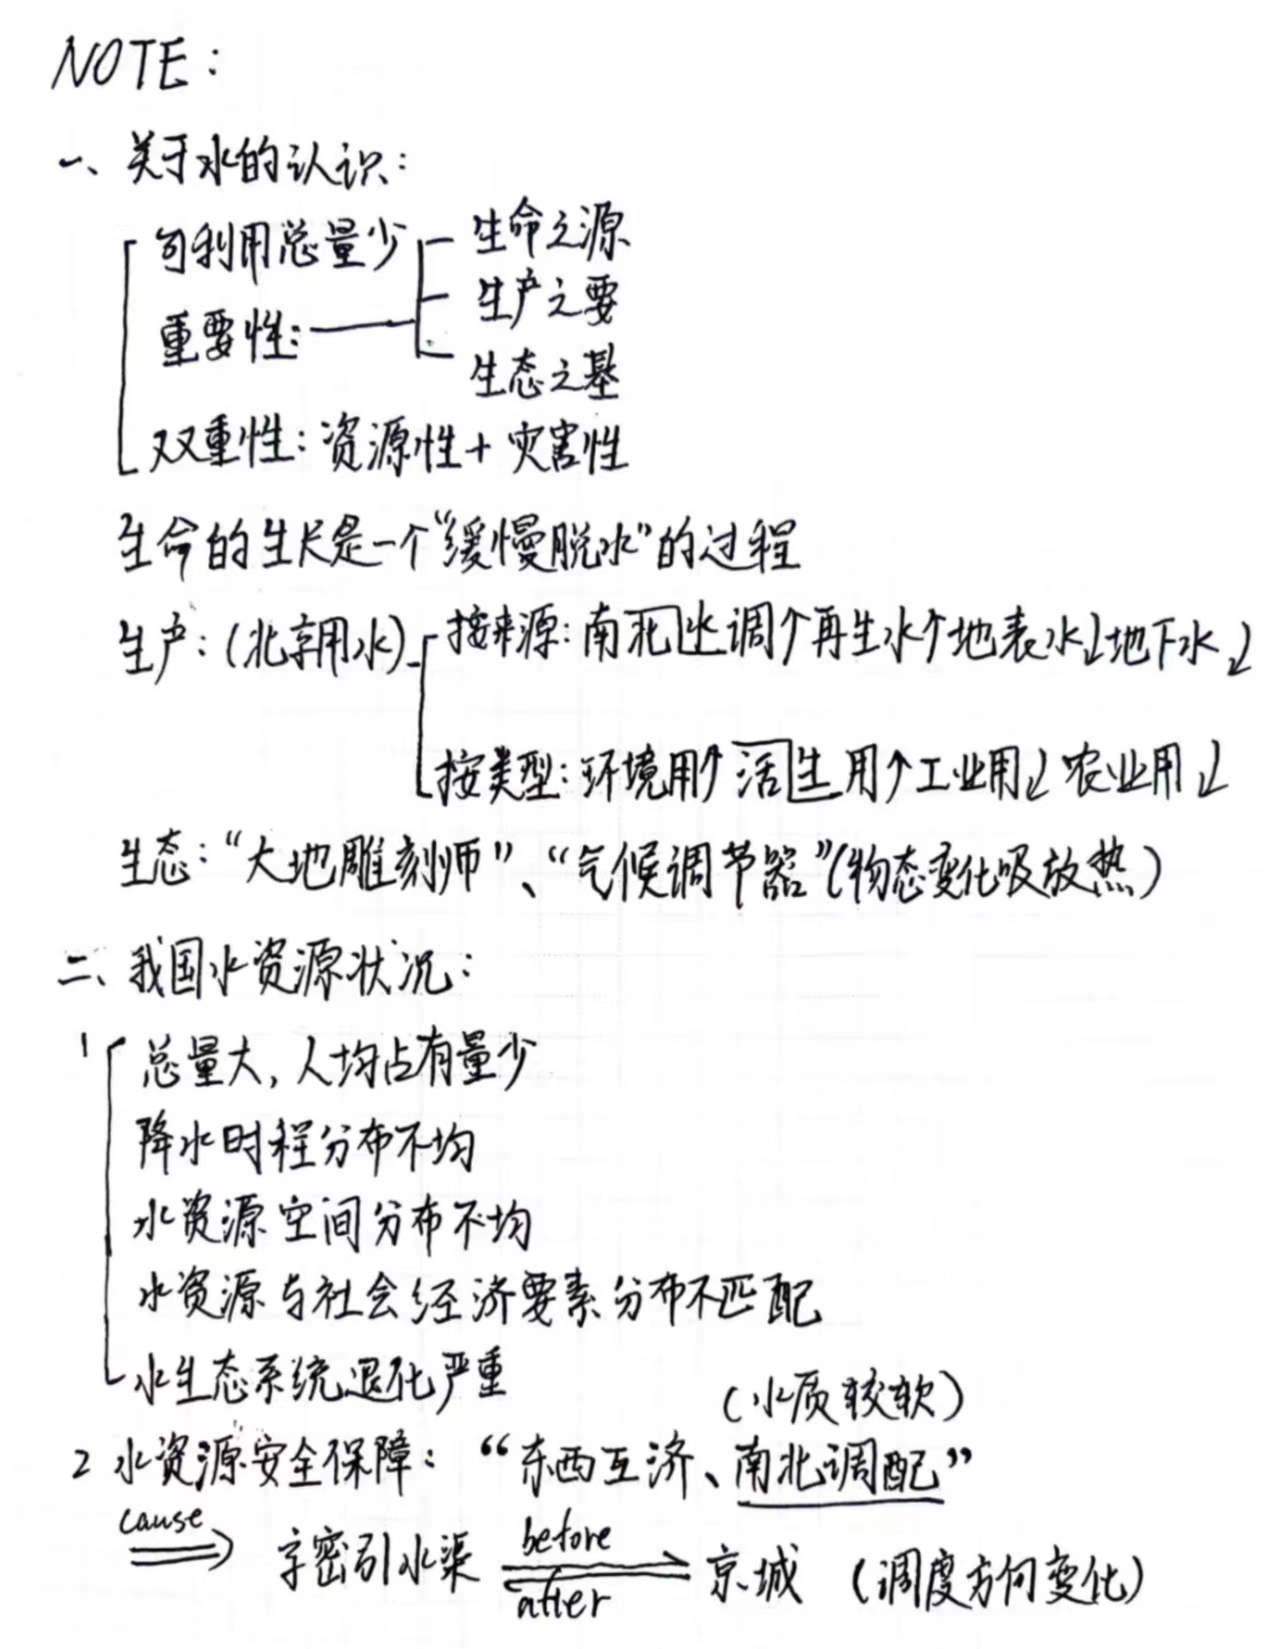 NOTE:
一、关于水的认识:
可利用总量少
生命之源
重要性:
生产之要
生态之基
双重性: 资源性+灾害性
生命的生长是一个“缓慢脱水”的过程
生产: (北京用水)
按来源: 南北水调↑再生水↑地表水↓地下水↓
按类型: 环境用↑活生用↑工业用↓农业用↓
生态: “大地雕刻师”、“气候调节器”(物态变化吸放热)
二、我国水资源状况:
1 总量大, 人均占有量少
降水时程分布不均
水资源空间分布不均
水资源与社会经济要素分布不匹配
水生态系统退化严重
(水质较软)
2 水资源安全保障: “东西互济、南北调配”
cause
before
京密引水渠 京城 (调度方向变化)
after